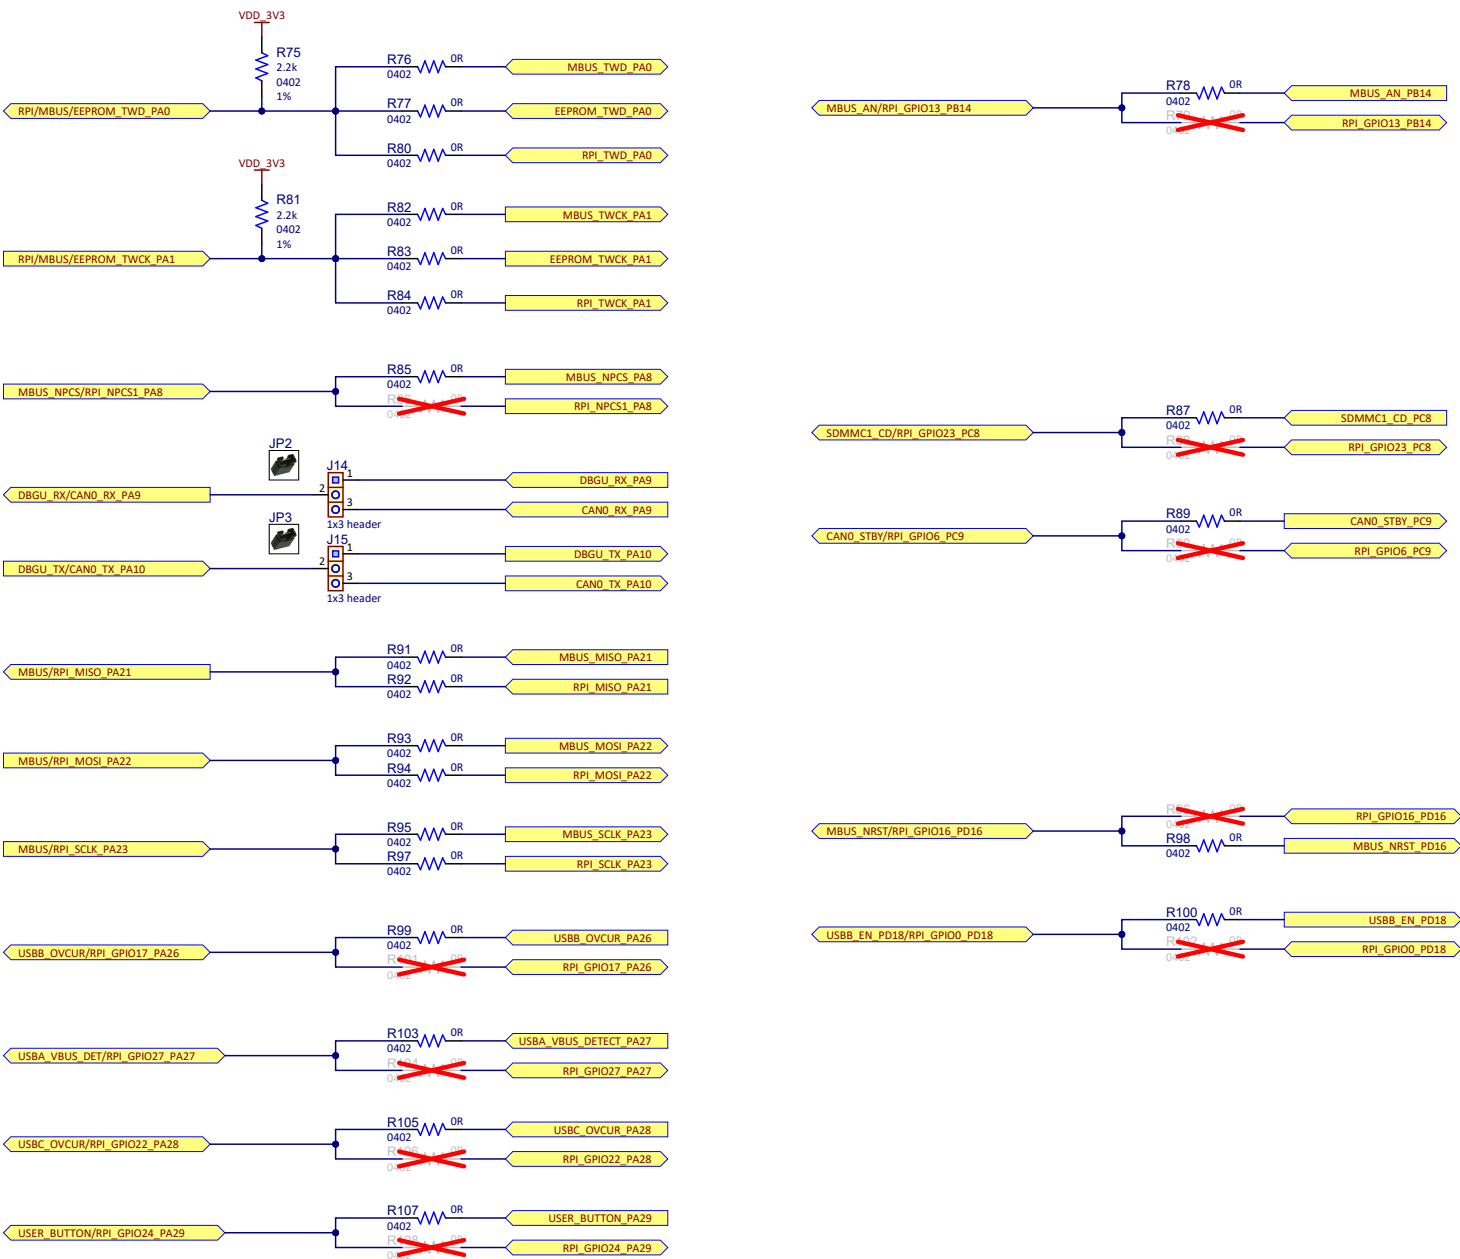 VDD_3V3
R75
2.2k
0402
1%
RPI/MBUS/EEPROM_TWD_PA0
R76 0R
0402
MBUS_TWD_PA0
R77 0R
0402
EEPROM_TWD_PA0
R80 0R
0402
RPI_TWD_PA0
VDD_3V3
R81
2.2k
0402
1%
RPI/MBUS/EEPROM_TWCK_PA1
R82 0R
0402
MBUS_TWCK_PA1
R83 0R
0402
EEPROM_TWCK_PA1
R84 0R
0402
RPI_TWCK_PA1
MBUS_NPCS/RPI_NPCS1_PA8
R85 0R
0402
MBUS_NPCS_PA8
RPI_NPCS1_PA8
JP2
J14
1
2
3
1x3 header
DBGU_RX/CAN0_RX_PA9
DBGU_RX_PA9
CAN0_RX_PA9
JP3
J15
1
2
3
1x3 header
DBGU_TX/CAN0_TX_PA10
DBGU_TX_PA10
CAN0_TX_PA10
MBUS/RPI_MISO_PA21
R91 0R
0402
MBUS_MISO_PA21
R92 0R
0402
RPI_MISO_PA21
MBUS/RPI_MOSI_PA22
R93 0R
0402
MBUS_MOSI_PA22
R94 0R
0402
RPI_MOSI_PA22
MBUS/RPI_SCLK_PA23
R95 0R
0402
MBUS_SCLK_PA23
R97 0R
0402
RPI_SCLK_PA23
USBB_OVCUR/RPI_GPIO17_PA26
R99 0R
0402
USBB_OVCUR_PA26
RPI_GPIO17_PA26
USBA_VBUS_DET/RPI_GPIO27_PA27
R103 0R
0402
USBA_VBUS_DETECT_PA27
RPI_GPIO27_PA27
USBC_OVCUR/RPI_GPIO22_PA28
R105 0R
0402
USBC_OVCUR_PA28
RPI_GPIO22_PA28
USER_BUTTON/RPI_GPIO24_PA29
R107 0R
0402
USER_BUTTON_PA29
RPI_GPIO24_PA29
MBUS_AN/RPI_GPIO13_PB14
R78 0R
0402
MBUS_AN_PB14
RPI_GPIO13_PB14
SDMMC1_CD/RPI_GPIO23_PC8
R87 0R
0402
SDMMC1_CD_PC8
RPI_GPIO23_PC8
CAN0_STBY/RPI_GPIO6_PC9
R89 0R
0402
CAN0_STBY_PC9
RPI_GPIO6_PC9
MBUS_NRST/RPI_GPIO16_PD16
RPI_GPIO16_PD16
R98 0R
0402
MBUS_NRST_PD16
USBB_EN_PD18/RPI_GPIO0_PD18
R100 0R
0402
USBB_EN_PD18
RPI_GPIO0_PD18